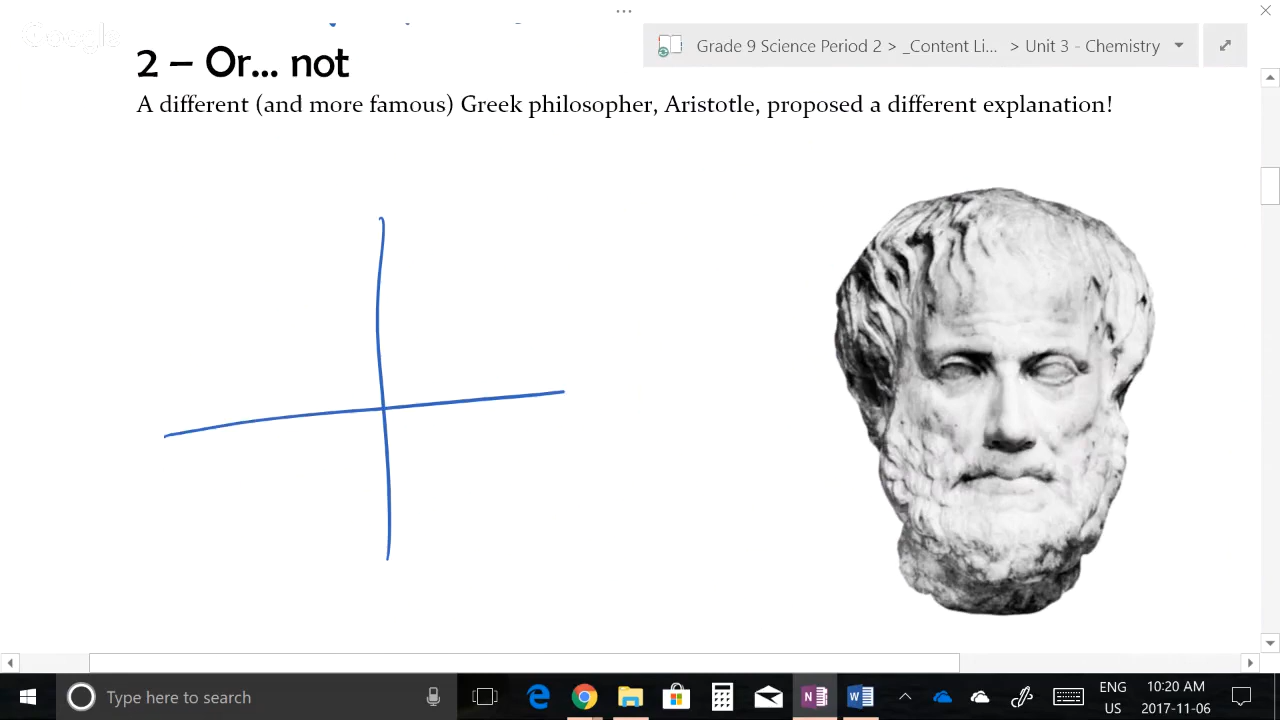 Google
Grade 9 Science Period 2 > _Content Li... > Unit 3 - Chemistry
2 – Or... not
A different (and more famous) Greek philosopher, Aristotle, proposed a different explanation!
Type here to search
ENG
US
10:20 AM
2017-11-06